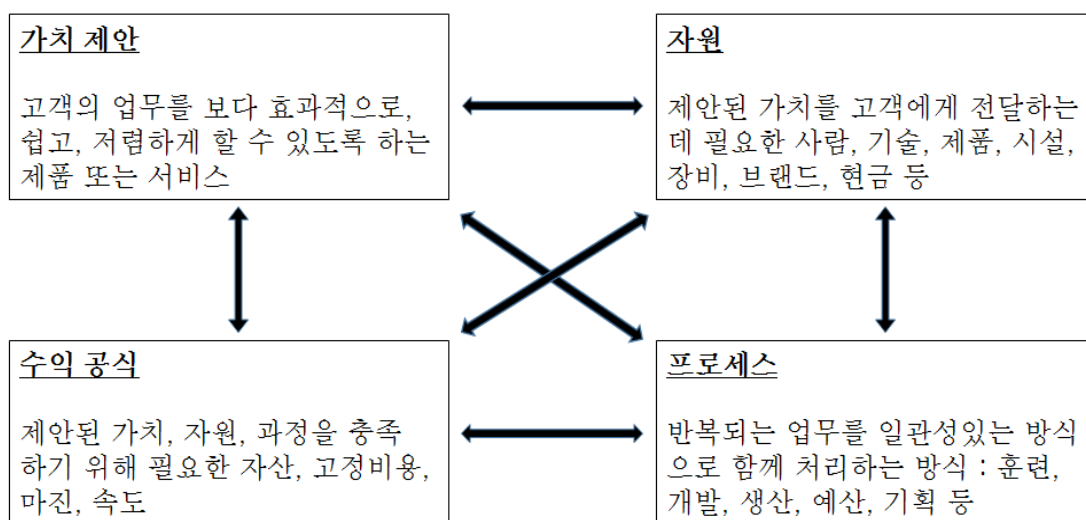 가치 제안
고객의 업무를 보다 효과적으로,
쉽고, 저렴하게 할 수 있도록 하는
제품 또는 서비스
자원
제안된 가치를 고객에게 전달하는
데 필요한 사람, 기술, 제품, 시설,
장비, 브랜드, 현금 등
수익 공식
제안된 가치, 자원, 과정을 충족
하기 위해 필요한 자산, 고정비용,
마진, 속도
프로세스
반복되는 업무를 일관성있는 방식
으로 함께 처리하는 방식 : 훈련,
개발, 생산, 예산, 기획 등